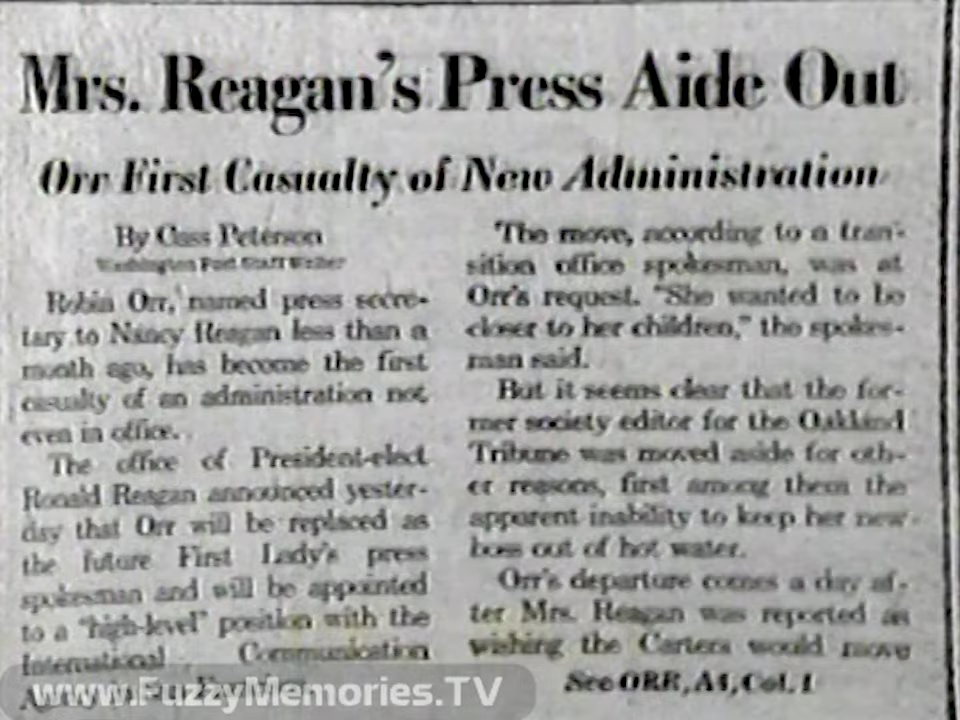 Mrs. Reagan's Press Aide Out
Orr First Casualty of New Administration
By Cass Peterson
Washington Post Staff Writer
Robin Orr, named press secre-
tary to Nancy Reagan less than a
month ago, has become the first
casualty of an administration not
even in office.
The office of President-elect
Ronald Reagan announced yester-
day that Orr will be replaced as
the future First Lady's press
spokesman and will be appointed
to a "high-level" position with the
International Communication
The move, according to a tran-
sition office spokesman, was at
Orr's request. "She wanted to be
closer to her children," the spokes-
man said.
But it seems clear that the for-
mer society editor for the Oakland
Tribune was moved aside for oth-
er reasons, first among them the
apparent inability to keep her new
boss out of hot water.
Orr's departure comes a day af-
ter Mrs. Reagan was reported as
wishing the Carters would move
See ORR, A4, Col. 1
www.FuzzyMemories.TV